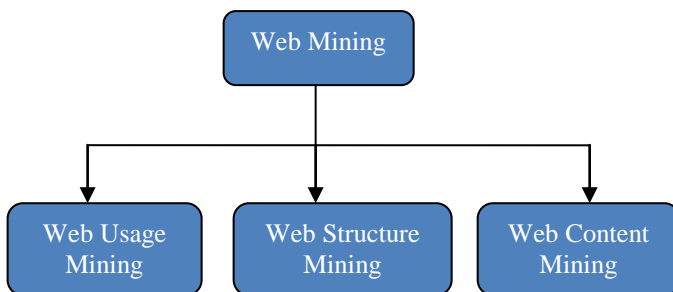 Web Mining
Web Usage
Mining
Web Structure
Mining
Web Content
Mining